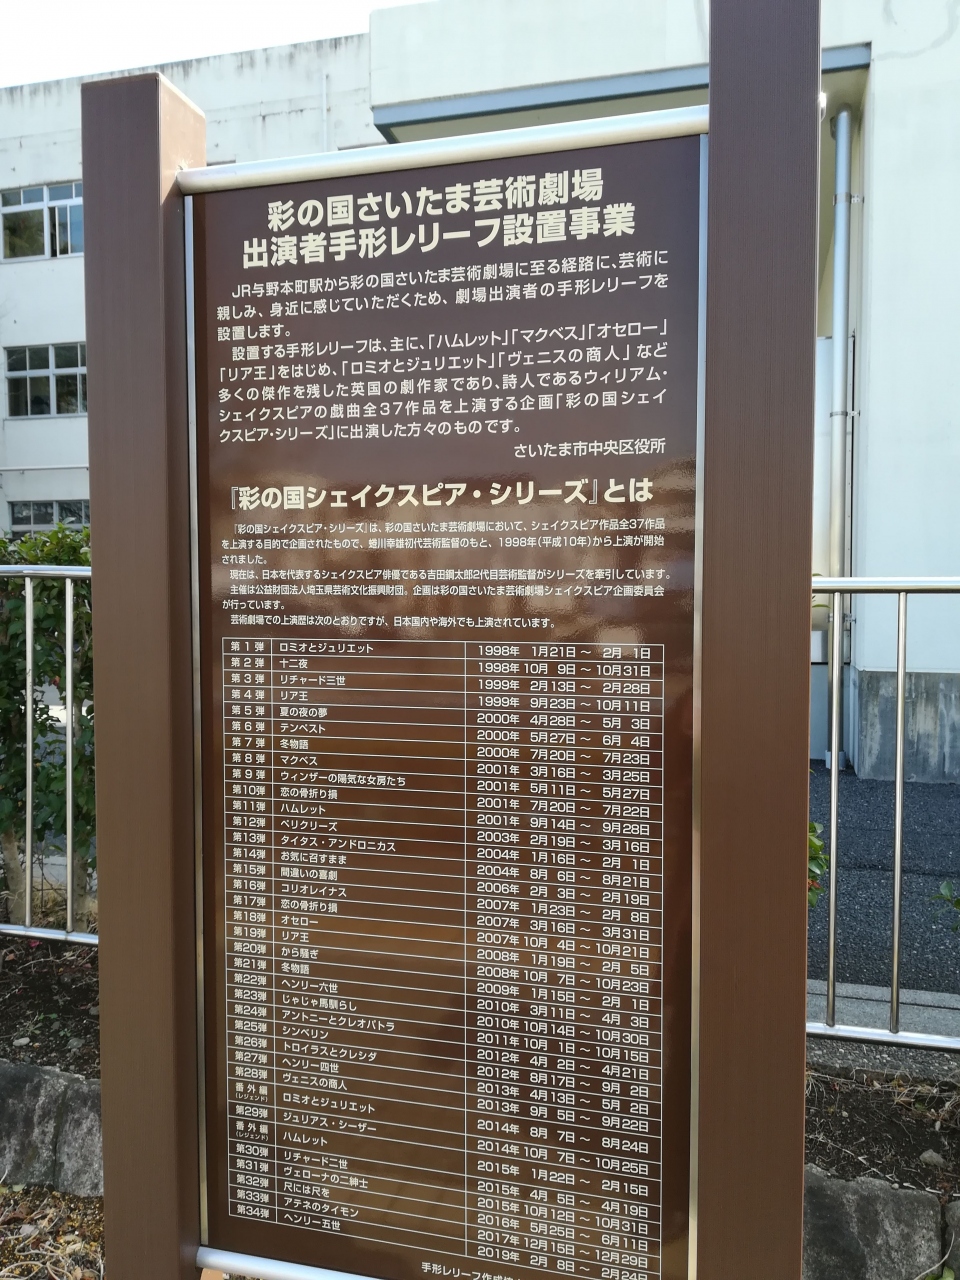 彩の国さいたま芸術劇場
出演者手形レリーフ設置事業
JR与野本町駅から彩の国さいたま芸術劇場に至る経路に、芸術に
親しみ、身近に感じていただくため、劇場出演者の手形レリーフを
設置します。
設置する手形レリーフは、主に、「ハムレット」「マクベス」「オセロー」
「リア王」をはじめ、「ロミオとジュリエット」「ヴェニスの商人」など
多くの傑作を残した英国の劇作家であり、詩人であるウィリアム・
シェイクスピアの戯曲全37作品を上演する企画「彩の国シェイ
クスピア・シリーズ」に出演した方々のものです。
さいたま市中央区役所
『彩の国シェイクスピア・シリーズ』とは
『彩の国シェイクスピア・シリーズ』は、彩の国さいたま芸術劇場において、シェイクスピア作品全37作品
を上演する目的で企画されたもので、蜷川幸雄初代芸術監督のもと、1998年(平成10年)から上演が開始
されました。
現在は、日本を代表するシェイクスピア俳優である吉田鋼太郎2代目芸術監督がシリーズを牽引しています。
主催は公益財団法人埼玉県芸術文化振興財団。企画は彩の国さいたま芸術劇場シェイクスピア企画委員会
が行っています。
芸術劇場での上演歴は次のとおりですが、日本国内や海外でも上演されています。
第1弾 ロミオとジュリエット 1998年 1月21日～ 2月 1日
第2弾 十二夜 1998年10月 9日～10月31日
第3弾 リチャード三世 1999年 2月13日～ 2月28日
第4弾 リア王 1999年 9月23日～10月11日
第5弾 夏の夜の夢 2000年 4月28日～ 5月 3日
第6弾 テンペスト 2000年 5月27日～ 6月 4日
第7弾 冬物語 2000年 7月20日～ 7月23日
第8弾 マクベス 2001年 3月16日～ 3月25日
第9弾 ウィンザーの陽気な女房たち 2001年 5月11日～ 5月27日
第10弾 恋の骨折り損 2001年 7月20日～ 7月22日
第11弾 ハムレット 2001年 9月14日～ 9月28日
第12弾 ペリクリーズ 2003年 2月19日～ 3月16日
第13弾 タイタス・アンドロニカス 2004年 1月16日～ 2月 1日
第14弾 お気に召すまま 2004年 8月 6日～ 8月21日
第15弾 間違いの喜劇 2006年 2月 3日～ 2月19日
第16弾 コリオレイナス 2007年 1月23日～ 2月 8日
第17弾 恋の骨折り損 2007年 3月16日～ 3月31日
第18弾 オセロー 2007年10月 4日～10月21日
第19弾 リア王 2008年 1月19日～ 2月 5日
第20弾 から騒ぎ 2008年10月 7日～10月23日
第21弾 冬物語 2009年 1月15日～ 2月 1日
第22弾 ヘンリー六世 2010年 3月11日～ 4月 3日
第23弾 じゃじゃ馬馴らし 2010年10月14日～10月30日
第24弾 アントニーとクレオパトラ 2011年10月 1日～10月15日
第25弾 シンベリン 2012年 4月 2日～ 4月21日
第26弾 トロイラスとクレシダ 2012年 8月17日～ 9月 2日
第27弾 ヘンリー四世 2013年 4月13日～ 5月 2日
第28弾 ヴェニスの商人 2013年 9月 5日～ 9月22日
番外編(レジェンド) ロミオとジュリエット 2014年 8月 7日～ 8月24日
第29弾 ジュリアス・シーザー 2014年10月 7日～10月25日
番外編(レジェンド) ハムレット 2015年 1月22日～ 2月15日
第30弾 リチャード二世 2015年 4月 5日～ 4月19日
第31弾 ヴェローナの二紳士 2015年10月12日～10月31日
第32弾 尺には尺を 2016年 5月25日～ 6月11日
第33弾 アテネのタイモン 2017年12月15日～12月29日
第34弾 ヘンリー五世 2019年 2月 8日～ 2月24日
手形レリーフ作成